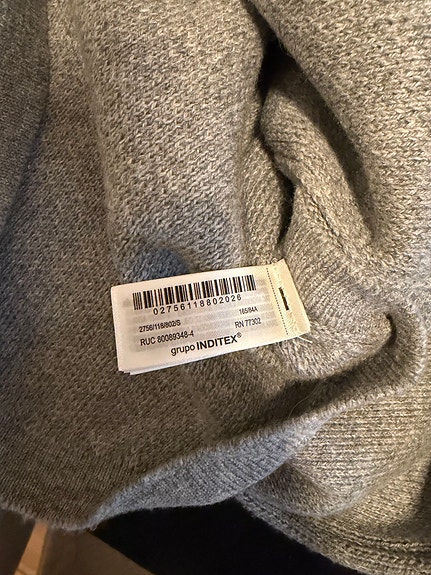 02756118802026
2756/118/802/S 165/84A
RUC 80089348-4 RN 77302
grupo INDITEX®